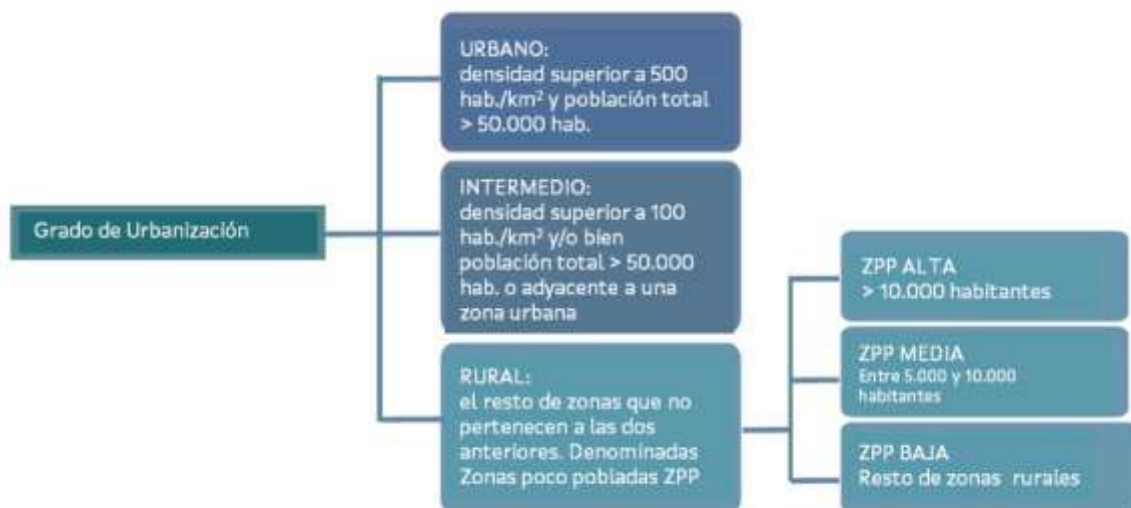 Grado de Urbanización
URBANO:
densidad superior a 500
hab./km² y población total
> 50.000 hab.
INTERMEDIO:
densidad superior a 100
hab./km² y/o bien
población total > 50.000
hab. o adyacente a una
zona urbana
RURAL:
el resto de zonas que no
pertenecen a las dos
anteriores. Denominadas
Zonas poco pobladas ZPP
ZPP ALTA
> 10.000 habitantes
ZPP MEDIA
Entre 5.000 y 10.000
habitantes
ZPP BAJA
Resto de zonas rurales